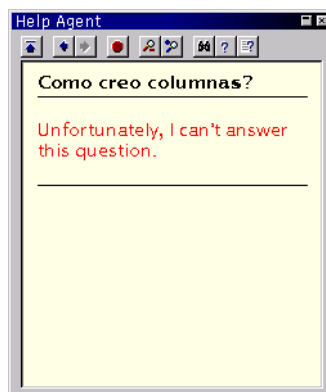 Help Agent
Como creo columnas?
Unfortunately, I can't answer
this question.